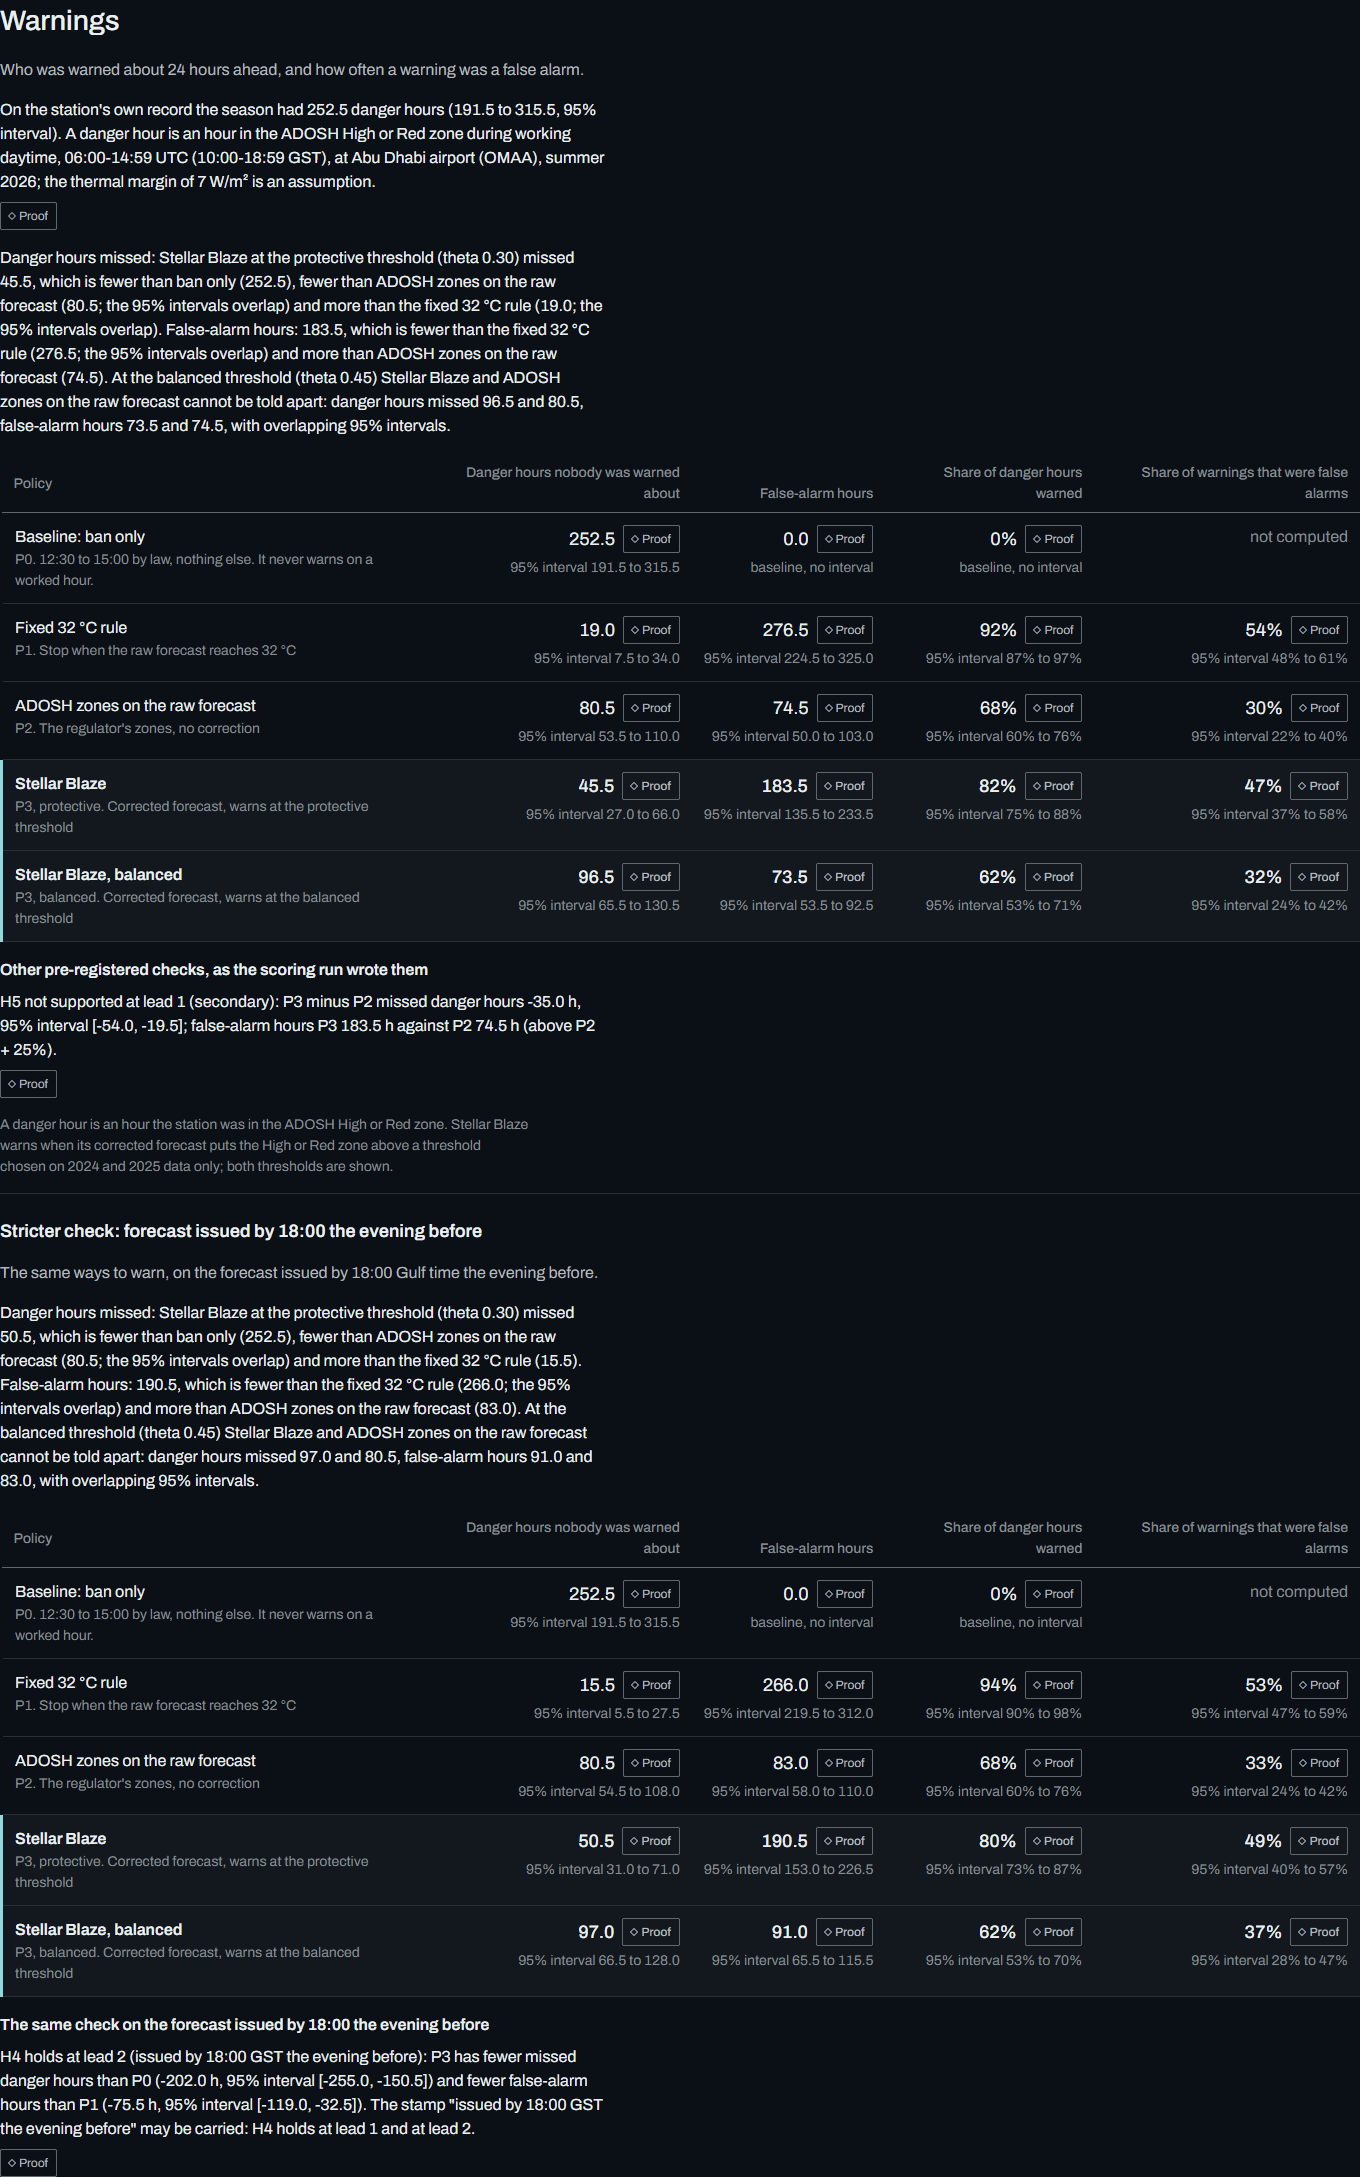 Warnings
Who was warned about 24 hours ahead, and how often a warning was a false alarm.
On the station's own record the season had 252.5 danger hours (191.5 to 315.5, 95%
interval). A danger hour is an hour in the ADOSH High or Red zone during working
daytime, 06:00-14:59 UTC (10:00-18:59 GST), at Abu Dhabi airport (OMAA), summer
2026; the thermal margin of 7 W/m² is an assumption.
◇ Proof
Danger hours missed: Stellar Blaze at the protective threshold (theta 0.30) missed
45.5, which is fewer than ban only (252.5), fewer than ADOSH zones on the raw
forecast (80.5; the 95% intervals overlap) and more than the fixed 32 °C rule (19.0; the
95% intervals overlap). False-alarm hours: 183.5, which is fewer than the fixed 32 °C
rule (276.5; the 95% intervals overlap) and more than ADOSH zones on the raw
forecast (74.5). At the balanced threshold (theta 0.45) Stellar Blaze and ADOSH
zones on the raw forecast cannot be told apart: danger hours missed 96.5 and 80.5,
false-alarm hours 73.5 and 74.5, with overlapping 95% intervals.
Policy
Danger hours nobody was warned
about
False-alarm hours
Share of danger hours
warned
Share of warnings that were false
alarms
Baseline: ban only
P0. 12:30 to 15:00 by law, nothing else. It never warns on a
worked hour.
252.5 ◇ Proof
95% interval 191.5 to 315.5
0.0 ◇ Proof
baseline, no interval
0% ◇ Proof
baseline, no interval
not computed
Fixed 32 °C rule
P1. Stop when the raw forecast reaches 32 °C
19.0 ◇ Proof
95% interval 7.5 to 34.0
276.5 ◇ Proof
95% interval 224.5 to 325.0
92% ◇ Proof
95% interval 87% to 97%
54% ◇ Proof
95% interval 48% to 61%
ADOSH zones on the raw forecast
P2. The regulator's zones, no correction
80.5 ◇ Proof
95% interval 53.5 to 110.0
74.5 ◇ Proof
95% interval 50.0 to 103.0
68% ◇ Proof
95% interval 60% to 76%
30% ◇ Proof
95% interval 22% to 40%
Stellar Blaze
P3, protective. Corrected forecast, warns at the protective
threshold
45.5 ◇ Proof
95% interval 27.0 to 66.0
183.5 ◇ Proof
95% interval 135.5 to 233.5
82% ◇ Proof
95% interval 75% to 88%
47% ◇ Proof
95% interval 37% to 58%
Stellar Blaze, balanced
P3, balanced. Corrected forecast, warns at the balanced
threshold
96.5 ◇ Proof
95% interval 65.5 to 130.5
73.5 ◇ Proof
95% interval 53.5 to 92.5
62% ◇ Proof
95% interval 53% to 71%
32% ◇ Proof
95% interval 24% to 42%
Other pre-registered checks, as the scoring run wrote them
H5 not supported at lead 1 (secondary): P3 minus P2 missed danger hours -35.0 h,
95% interval [-54.0, -19.5]; false-alarm hours P3 183.5 h against P2 74.5 h (above P2
+ 25%).
◇ Proof
A danger hour is an hour the station was in the ADOSH High or Red zone. Stellar Blaze
warns when its corrected forecast puts the High or Red zone above a threshold
chosen on 2024 and 2025 data only; both thresholds are shown.
Stricter check: forecast issued by 18:00 the evening before
The same ways to warn, on the forecast issued by 18:00 Gulf time the evening before.
Danger hours missed: Stellar Blaze at the protective threshold (theta 0.30) missed
50.5, which is fewer than ban only (252.5), fewer than ADOSH zones on the raw
forecast (80.5; the 95% intervals overlap) and more than the fixed 32 °C rule (15.5).
False-alarm hours: 190.5, which is fewer than the fixed 32 °C rule (266.0; the 95%
intervals overlap) and more than ADOSH zones on the raw forecast (83.0). At the
balanced threshold (theta 0.45) Stellar Blaze and ADOSH zones on the raw forecast
cannot be told apart: danger hours missed 97.0 and 80.5, false-alarm hours 91.0 and
83.0, with overlapping 95% intervals.
Policy
Danger hours nobody was warned
about
False-alarm hours
Share of danger hours
warned
Share of warnings that were false
alarms
Baseline: ban only
P0. 12:30 to 15:00 by law, nothing else. It never warns on a
worked hour.
252.5 ◇ Proof
95% interval 191.5 to 315.5
0.0 ◇ Proof
baseline, no interval
0% ◇ Proof
baseline, no interval
not computed
Fixed 32 °C rule
P1. Stop when the raw forecast reaches 32 °C
15.5 ◇ Proof
95% interval 5.5 to 27.5
266.0 ◇ Proof
95% interval 219.5 to 312.0
94% ◇ Proof
95% interval 90% to 98%
53% ◇ Proof
95% interval 47% to 59%
ADOSH zones on the raw forecast
P2. The regulator's zones, no correction
80.5 ◇ Proof
95% interval 54.5 to 108.0
83.0 ◇ Proof
95% interval 58.0 to 110.0
68% ◇ Proof
95% interval 60% to 76%
33% ◇ Proof
95% interval 24% to 42%
Stellar Blaze
P3, protective. Corrected forecast, warns at the protective
threshold
50.5 ◇ Proof
95% interval 31.0 to 71.0
190.5 ◇ Proof
95% interval 153.0 to 226.5
80% ◇ Proof
95% interval 73% to 87%
49% ◇ Proof
95% interval 40% to 57%
Stellar Blaze, balanced
P3, balanced. Corrected forecast, warns at the balanced
threshold
97.0 ◇ Proof
95% interval 66.5 to 128.0
91.0 ◇ Proof
95% interval 65.5 to 115.5
62% ◇ Proof
95% interval 53% to 70%
37% ◇ Proof
95% interval 28% to 47%
The same check on the forecast issued by 18:00 the evening before
H4 holds at lead 2 (issued by 18:00 GST the evening before): P3 has fewer missed
danger hours than P0 (-202.0 h, 95% interval [-255.0, -150.5]) and fewer false-alarm
hours than P1 (-75.5 h, 95% interval [-119.0, -32.5]). The stamp "issued by 18:00 GST
the evening before" may be carried: H4 holds at lead 1 and at lead 2.
◇ Proof